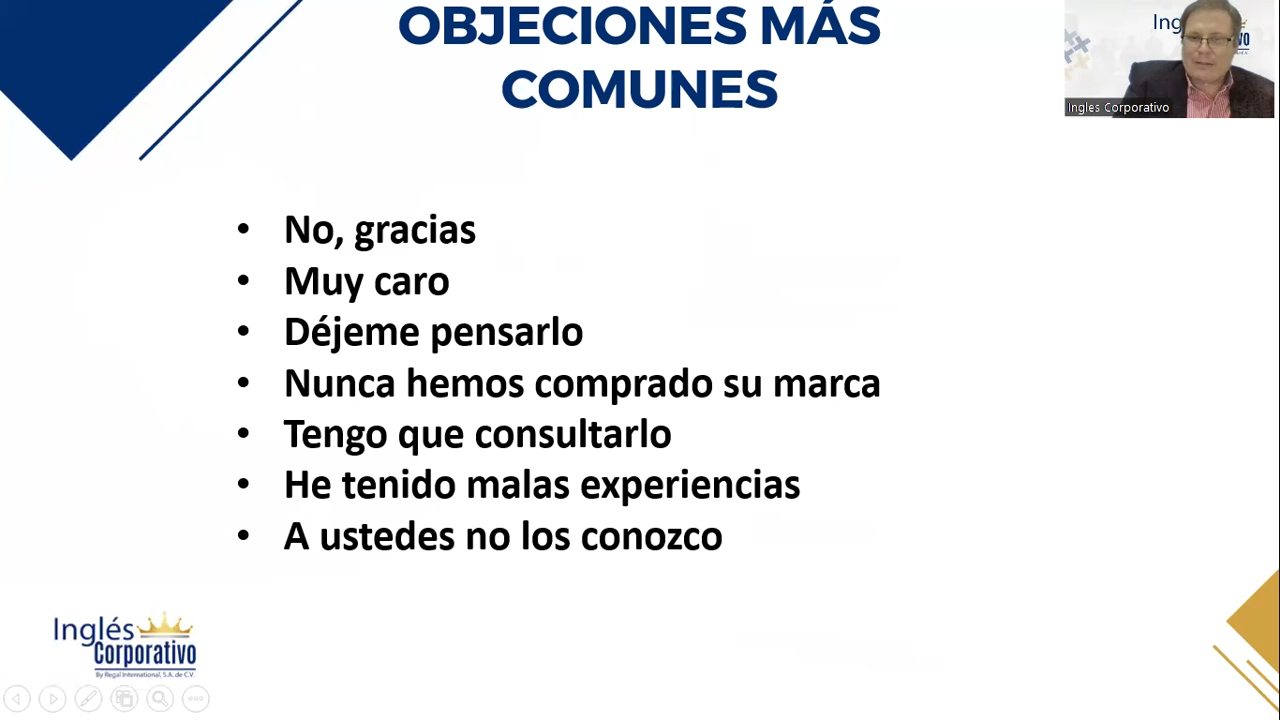 OBJECIONES MÁS
COMUNES
Ingles Corporativo
• No, gracias
• Muy caro
• Déjeme pensarlo
• Nunca hemos comprado su marca
• Tengo que consultarlo
• He tenido malas experiencias
• A ustedes no los conozco
Inglés
Corporativo
By Regal International, S.A. de C.V.